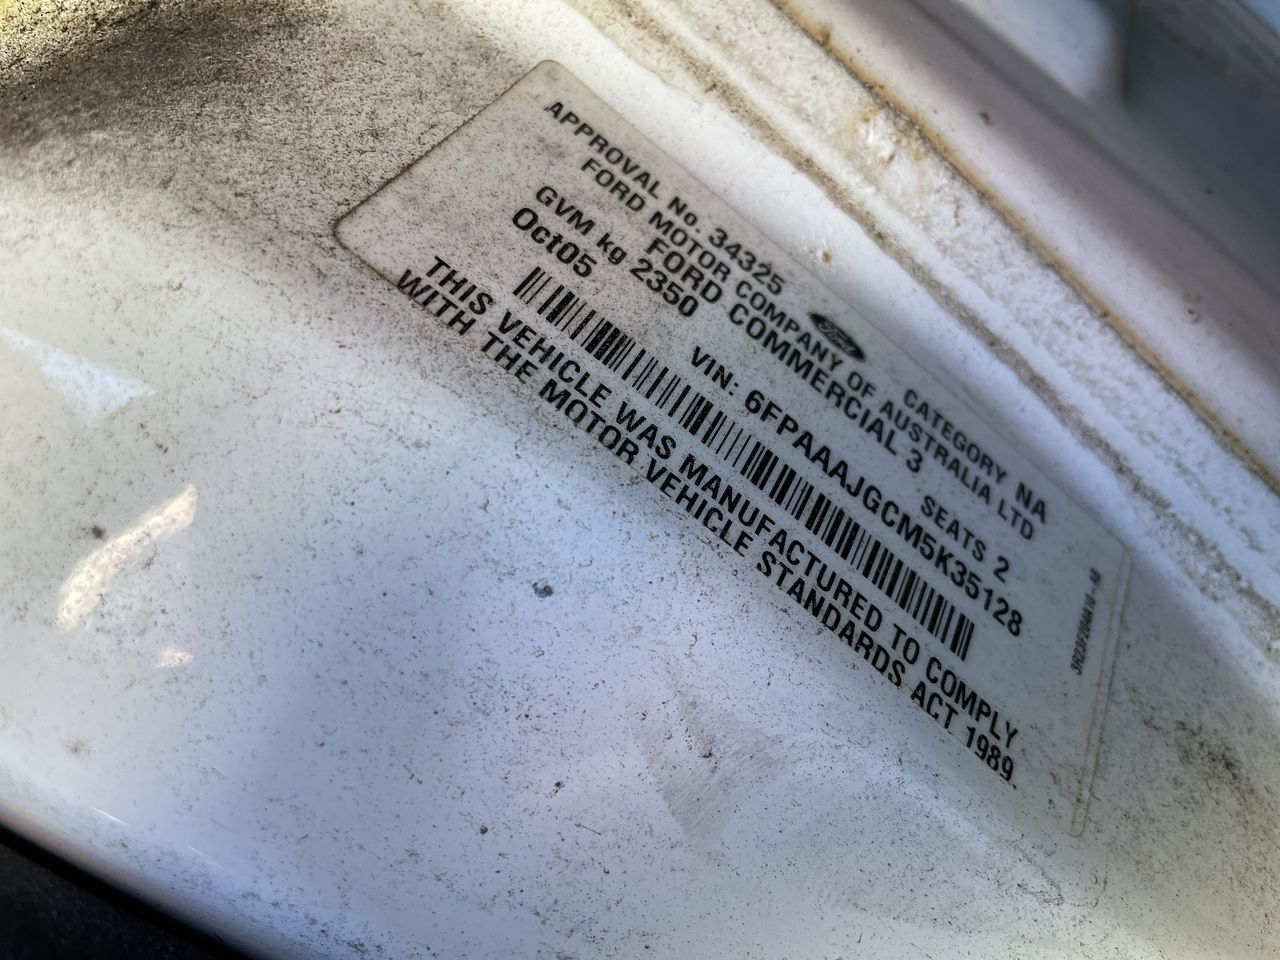 APPROVAL No. 34325 CATEGORY NA
FORD MOTOR COMPANY OF AUSTRALIA LTD
FORD COMMERCIAL 3
GVM kg 2350 SEATS 2
Oct05 VIN: 6FPAAAJGCM5K35128
THIS VEHICLE WAS MANUFACTURED TO COMPLY
WITH THE MOTOR VEHICLE STANDARDS ACT 1989.
Ford